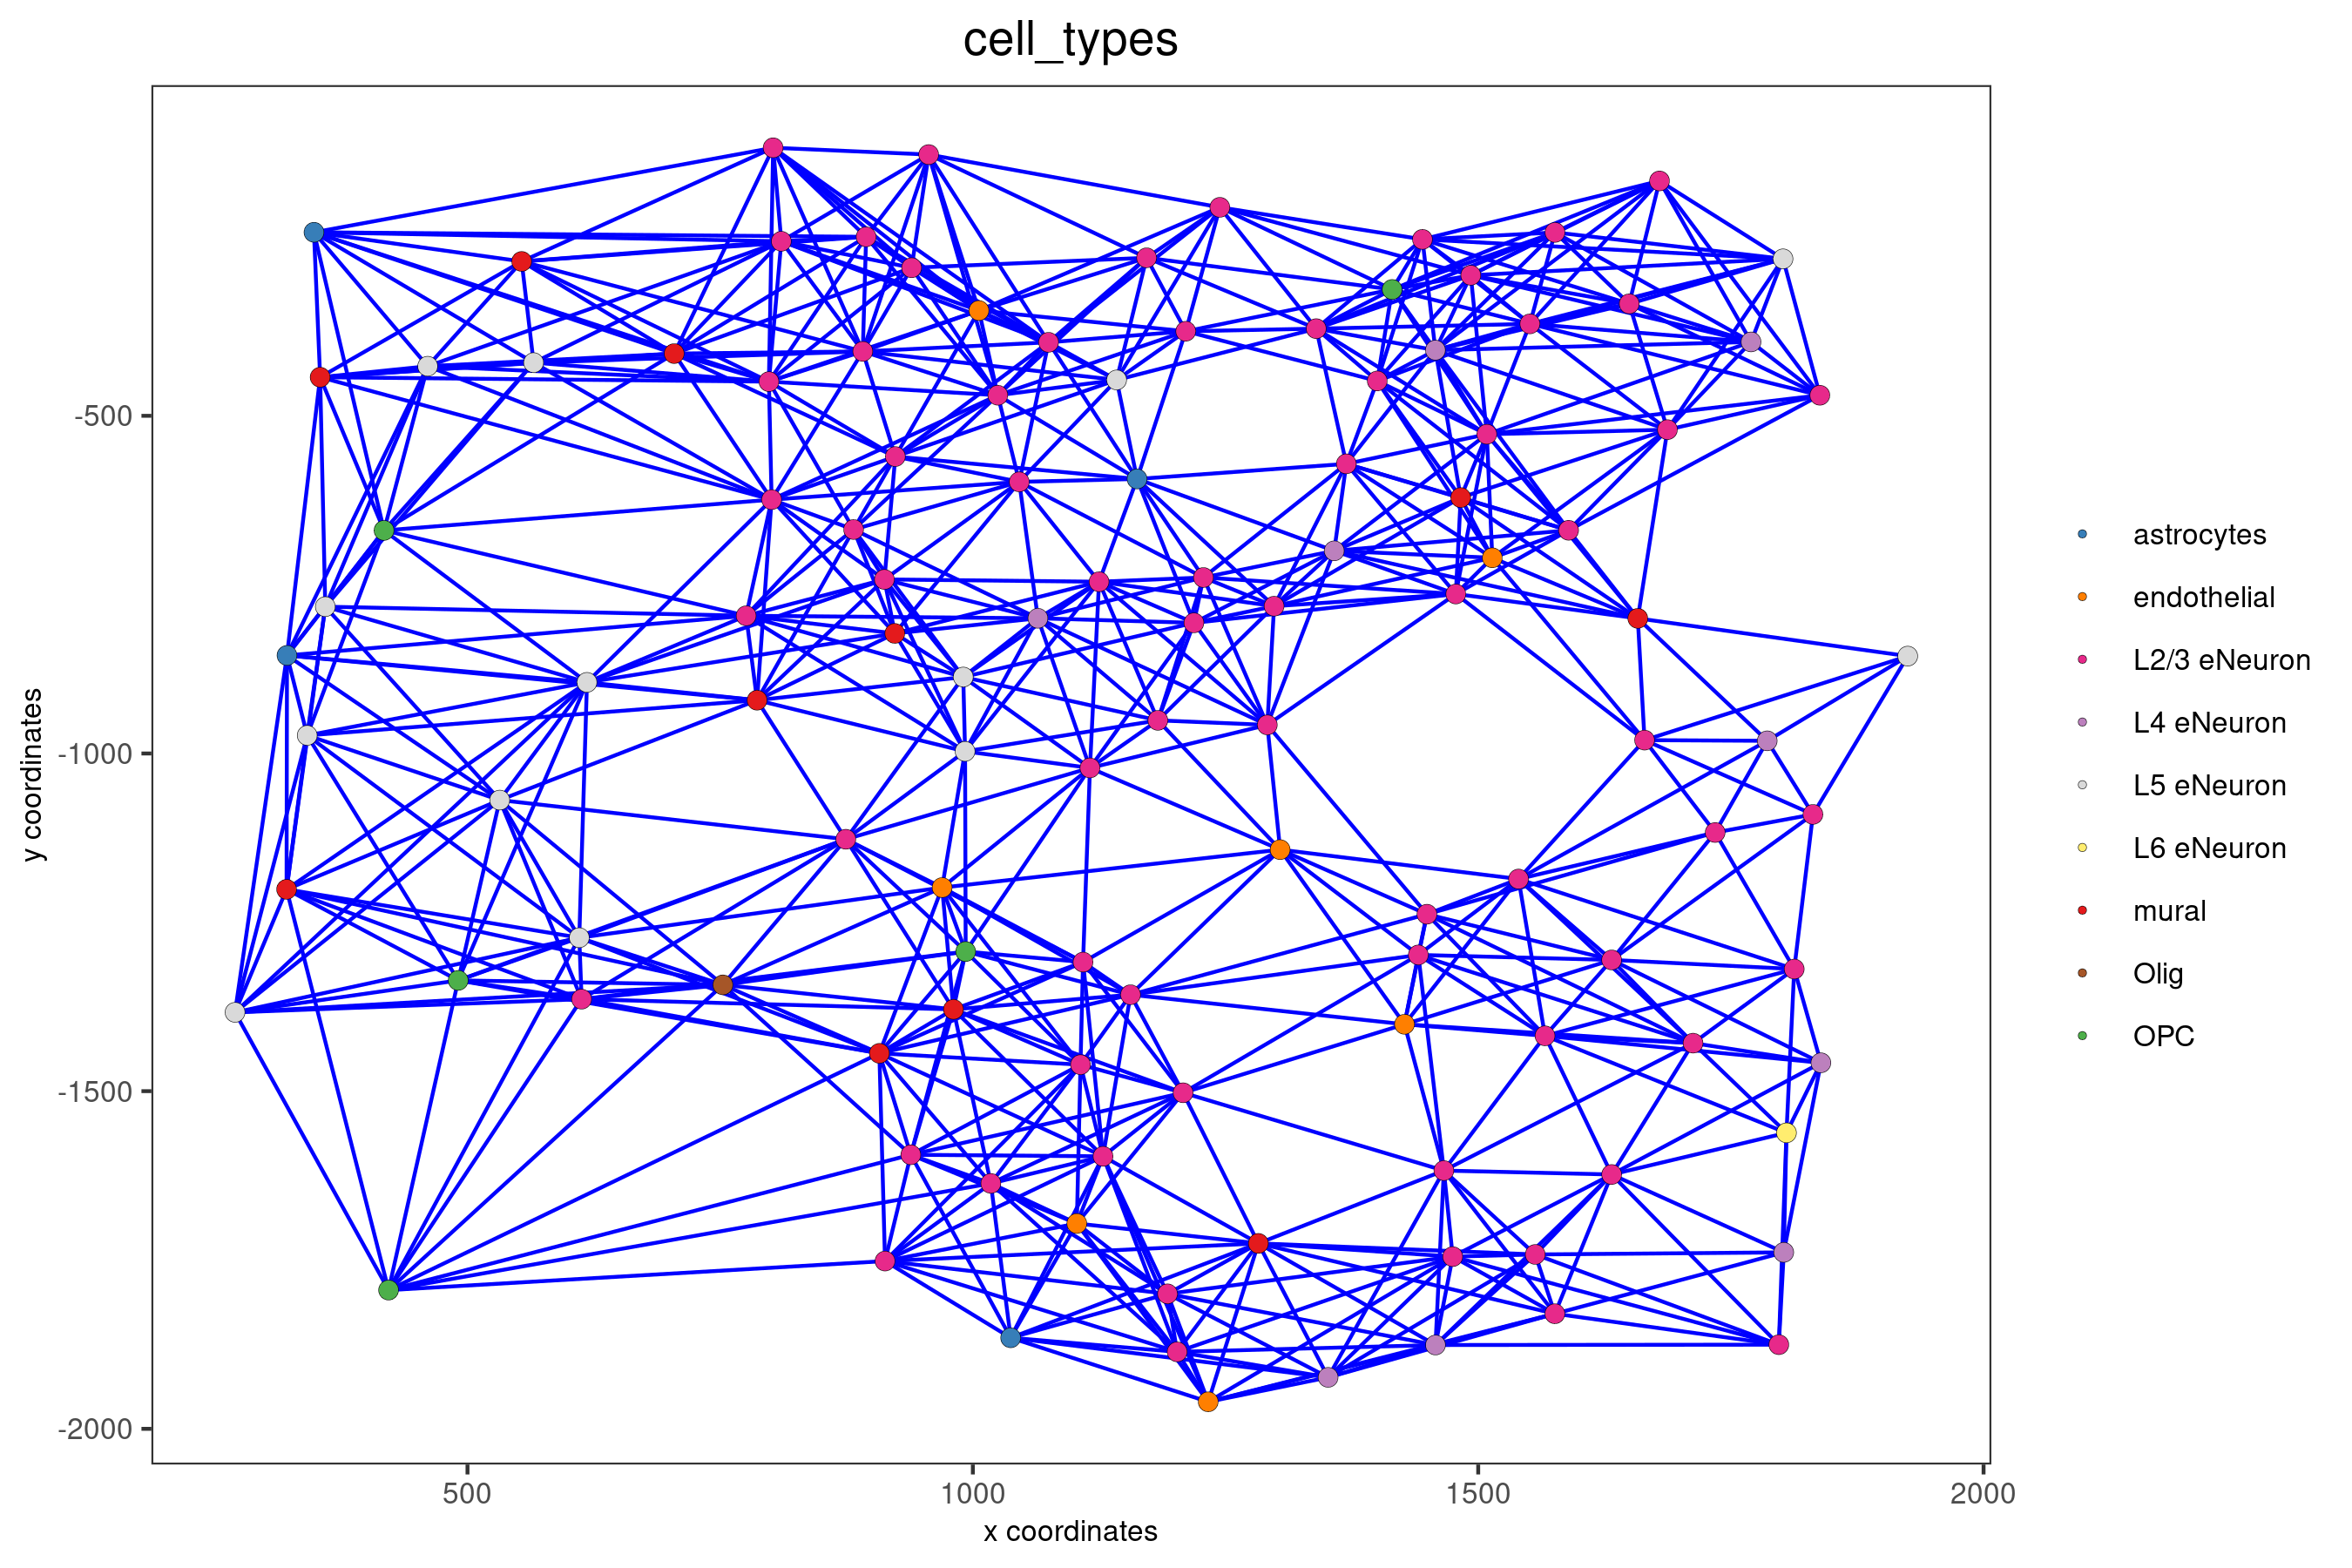 cell_types
y coordinates
-500
-1000
-1500
-2000
500
1000
1500
2000
x coordinates
astrocytes
endothelial
L2/3 eNeuron
L4 eNeuron
L5 eNeuron
L6 eNeuron
mural
Olig
OPC